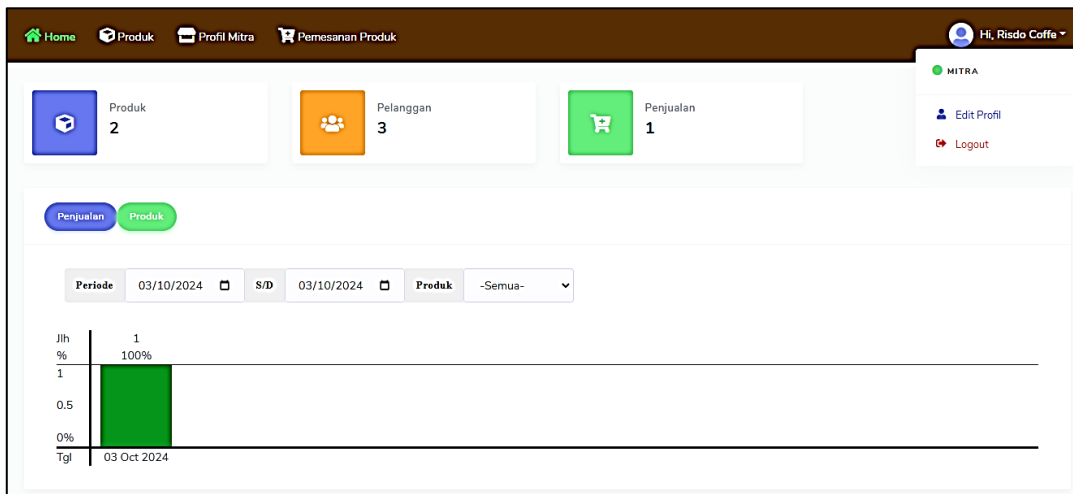 Home Produk Profil Mitra Pemesanan Produk Hi, Risdo Coffe
MITRA
Edit Profil
Logout
Produk
2
Pelanggan
3
Penjualan
1
Penjualan Produk
Periode 03/10/2024 S/D 03/10/2024 Produk -Semua-
Jlh 1
% 100%
1
0.5
0%
Tgl 03 Oct 2024